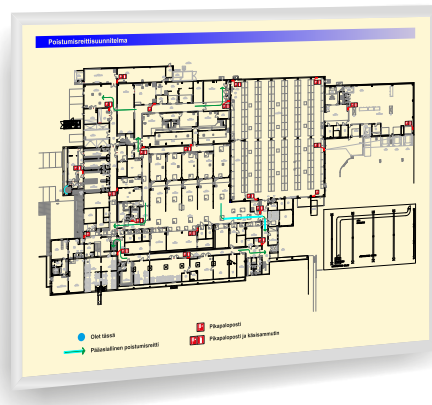 Poistumisreittisuunnitelma
Olet tässä
Pääasiallinen poistumisreitti
Pikapaloposti
Pikapaloposti ja käsisammutin